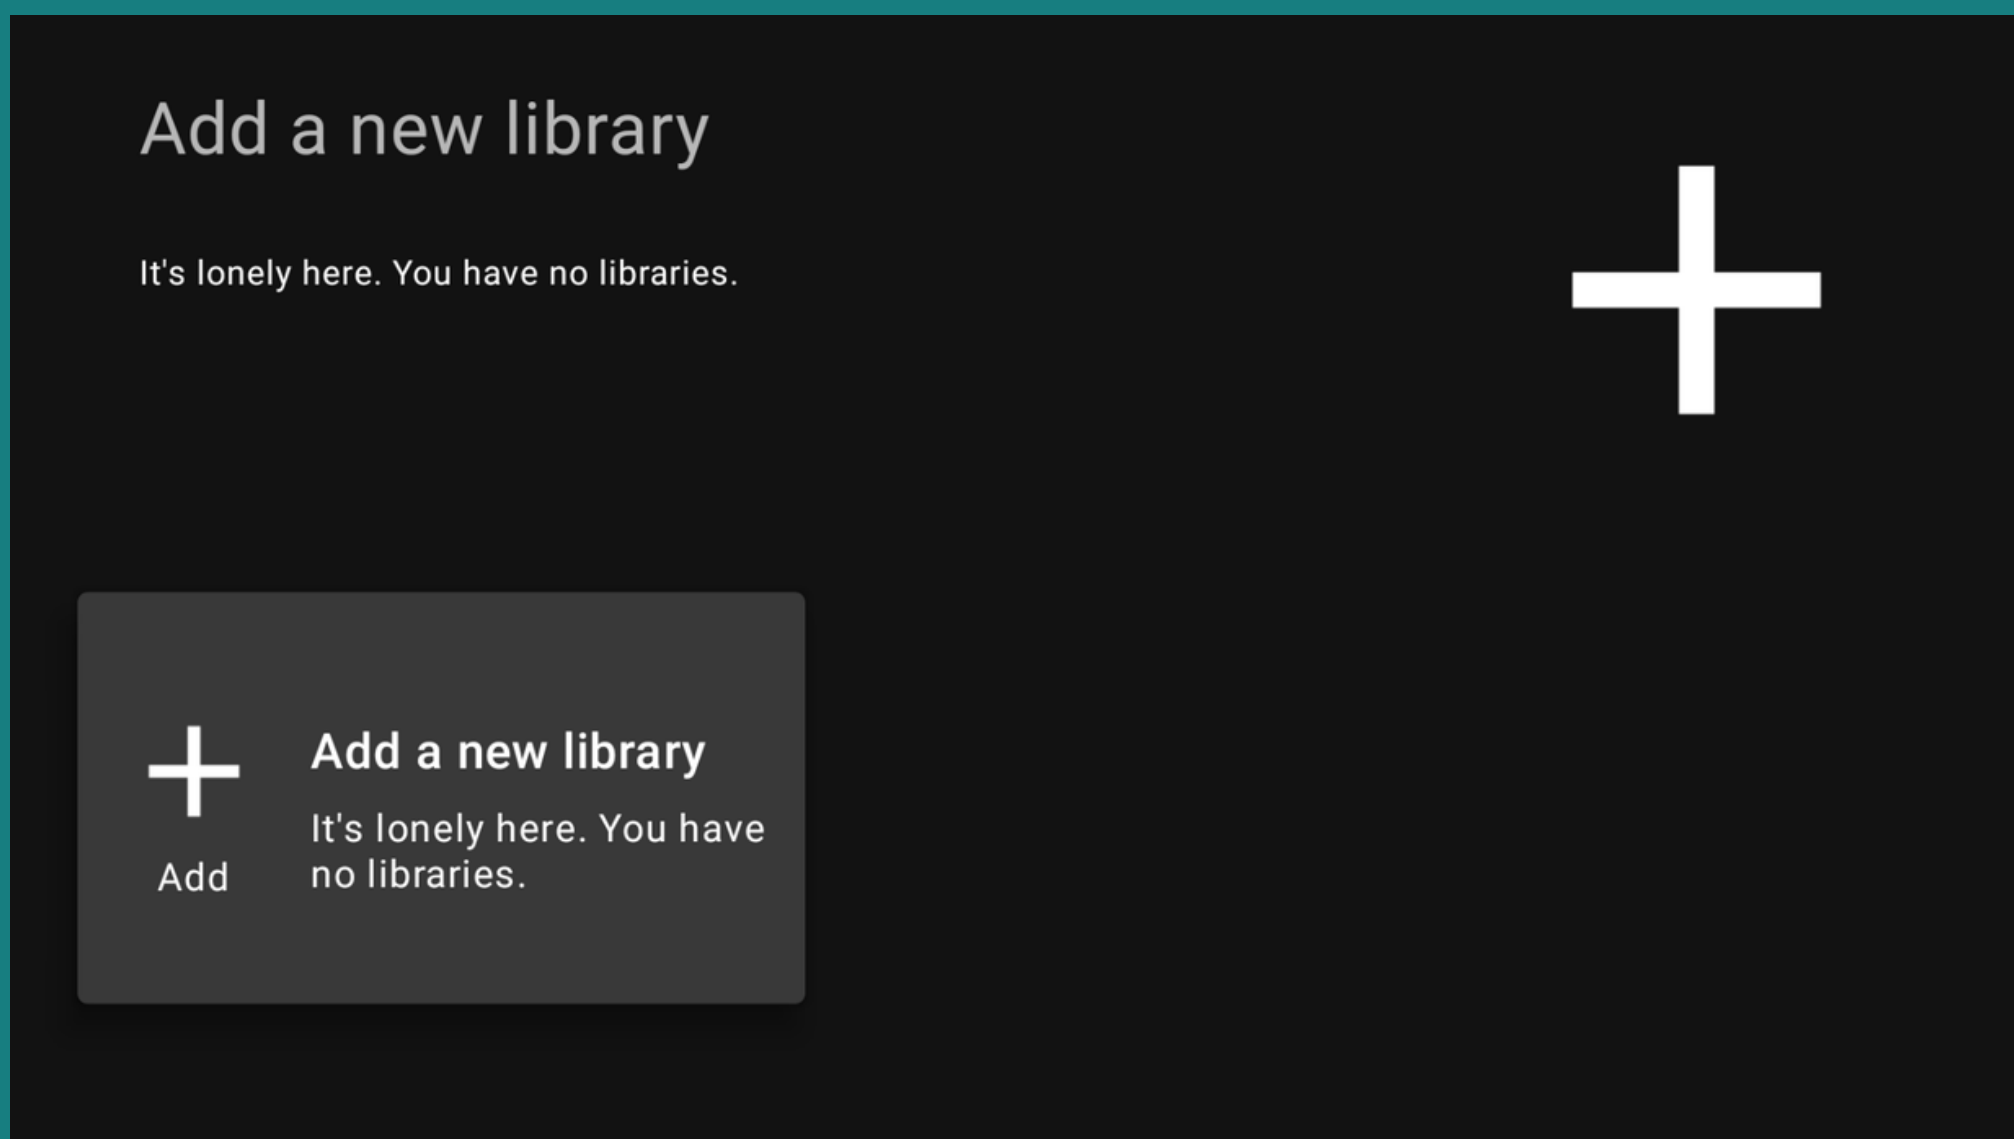 Add a new library
It's lonely here. You have no libraries.
Add a new library
It's lonely here. You have
no libraries.
Add